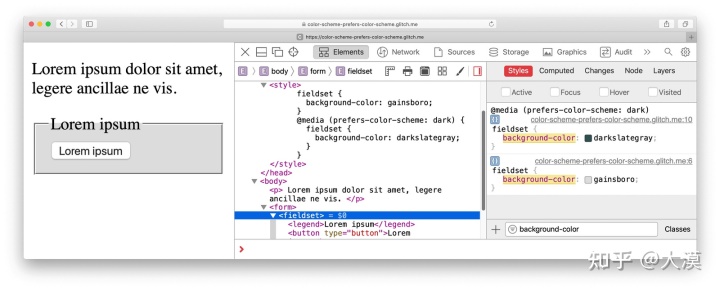 color-scheme-prefers-color-scheme.glitch.me
https://color-scheme-prefers-color-scheme.glitch.me
Lorem ipsum dolor sit amet,
legere ancillae ne vis.
Lorem ipsum
Lorem ipsum
Elements Network Sources Storage Graphics Audit
E body E form E fieldset
<style>
fieldset {
background-color: gainsboro;
}
@media (prefers-color-scheme: dark) {
fieldset {
background-color: darkslategray;
}
}
</style>
</head>
<body>
<p> Lorem ipsum dolor sit amet, legere
ancillae ne vis. </p>
<form>
<fieldset> = $0
<legend>Lorem ipsum</legend>
<button type="button">Lorem
Styles Computed Changes Node Layers
Active Focus Hover Visited
@media (prefers-color-scheme: dark)
color-scheme-prefers-color-scheme.glitch.me:10
fieldset {
background-color: darkslategray;
}
color-scheme-prefers-color-scheme.glitch.me:6
fieldset {
background-color: gainsboro;
}
background-color Classes
知乎 @大漠